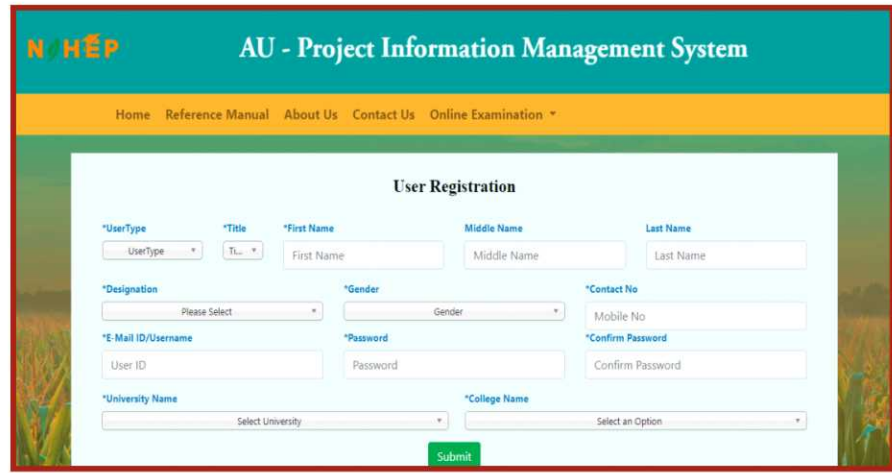 NAHEP
AU - Project Information Management System
Home Reference Manual About Us Contact Us Online Examination
User Registration
*UserType *Title *First Name Middle Name Last Name
UserType Ti... First Name Middle Name Last Name
*Designation *Gender *Contact No
Please Select Gender Mobile No
*E-Mail ID/Username *Password *Confirm Password
User ID Password Confirm Password
*University Name *College Name
Select University Select an Option
Submit